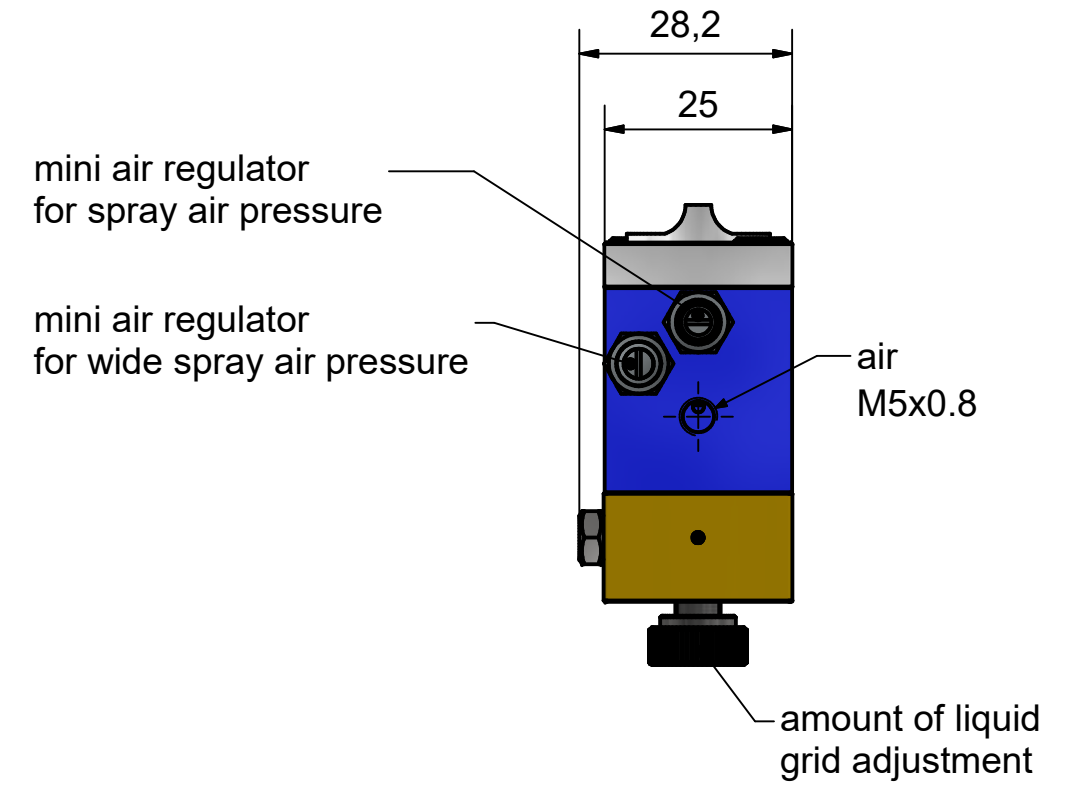 28,2
25
mini air regulator
for spray air pressure
mini air regulator
for wide spray air pressure
air
M5x0.8
amount of liquid
grid adjustment